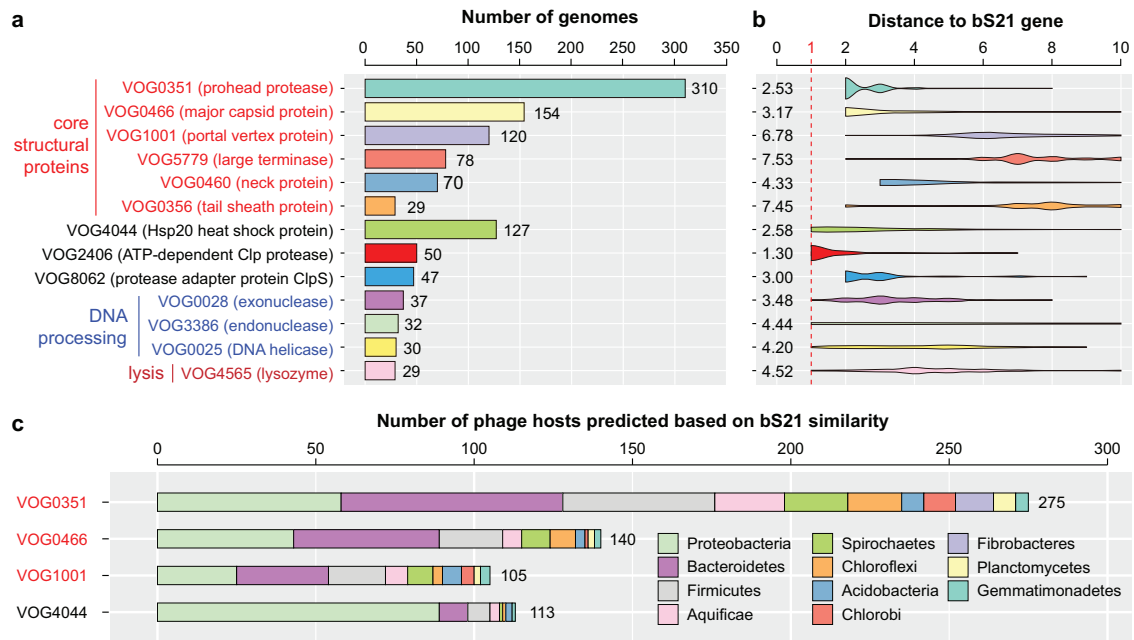 a
Number of genomes
0 50 100 150 200 250 300 350
core structural proteins
VOG0351 (prohead protease) 310
VOG0466 (major capsid protein) 154
VOG1001 (portal vertex protein) 120
VOG5779 (large terminase) 78
VOG0460 (neck protein) 70
VOG0356 (tail sheath protein) 29
VOG4044 (Hsp20 heat shock protein) 127
VOG2406 (ATP-dependent Clp protease) 50
VOG8062 (protease adapter protein ClpS) 47
DNA processing
VOG0028 (exonuclease) 37
VOG3386 (endonuclease) 32
VOG0025 (DNA helicase) 30
lysis
VOG4565 (lysozyme) 29
b
Distance to bS21 gene
0 1 2 4 6 8 10
2.53
3.17
6.78
7.53
4.33
7.45
2.58
1.30
3.00
3.48
4.44
4.20
4.52
c
Number of phage hosts predicted based on bS21 similarity
0 50 100 150 200 250 300
VOG0351 275
VOG0466 140
VOG1001 105
VOG4044 113
Proteobacteria
Bacteroidetes
Firmicutes
Aquificae
Spirochaetes
Chloroflexi
Acidobacteria
Chlorobi
Fibrobacteres
Planctomycetes
Gemmatimonadetes